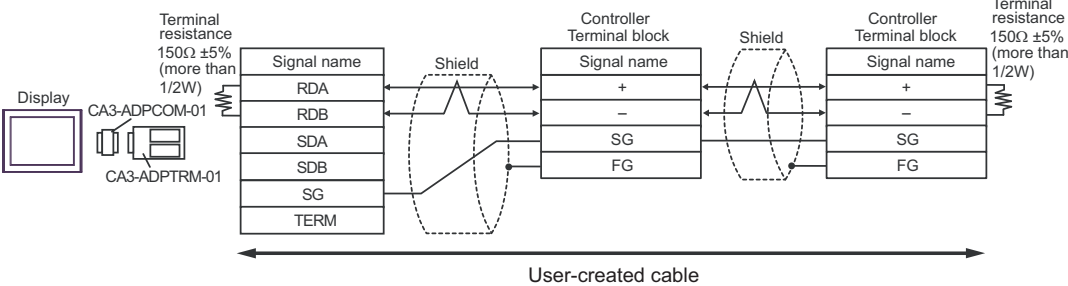 Terminal
resistance
150Ω ±5%
(more than
1/2W)
Display
CA3-ADPCOM-01
CA3-ADPTRM-01
Signal name
RDA
RDB
SDA
SDB
SG
TERM
Shield
Controller
Terminal block
Signal name
+
–
SG
FG
Shield
Controller
Terminal block
Signal name
+
–
SG
FG
Terminal
resistance
150Ω ±5%
(more than
1/2W)
User-created cable